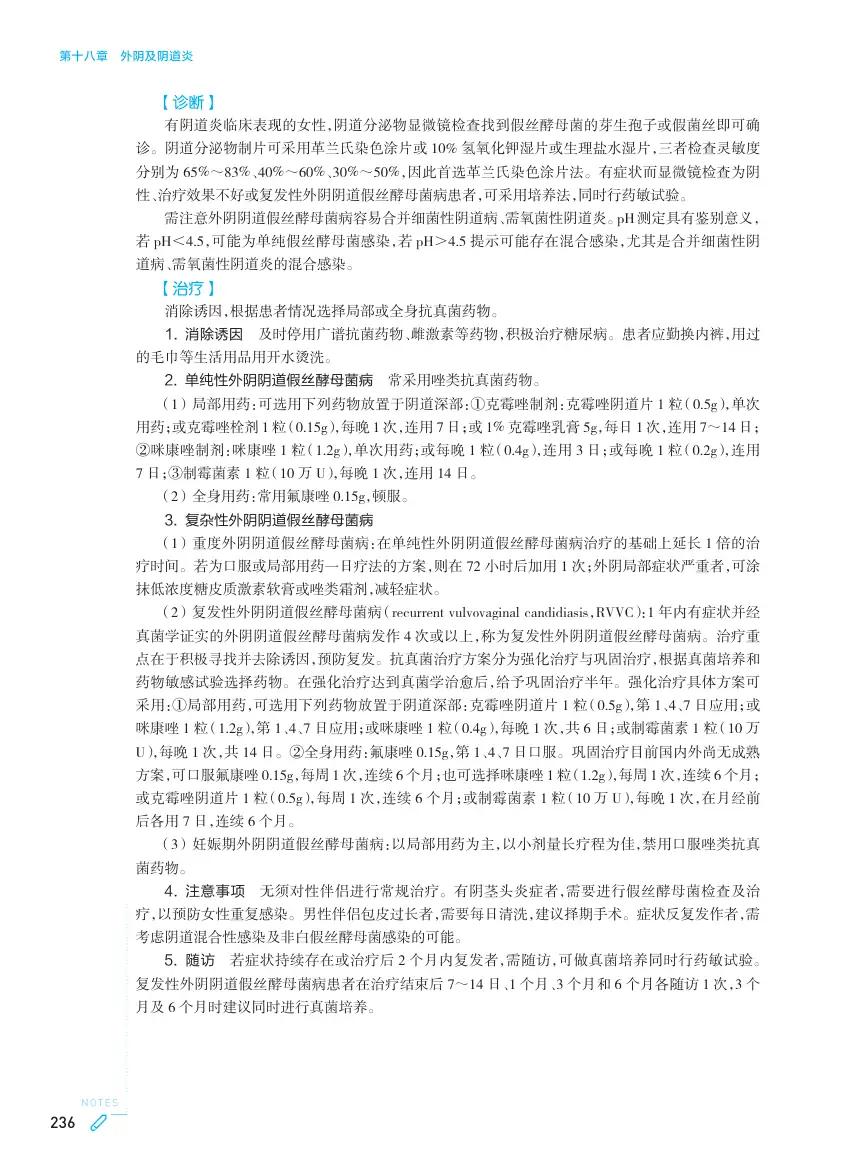 第十八章 外阴及阴道炎
【诊断】
有阴道炎临床表现的女性,阴道分泌物显微镜检查找到假丝酵母菌的芽生孢子或假菌丝即可确
诊。阴道分泌物制片可采用革兰氏染色涂片或 10% 氢氧化钾湿片或生理盐水湿片,三者检查灵敏度
分别为 65%~83%、40%~60%、30%~50%,因此首选革兰氏染色涂片法。有症状而显微镜检查为阴
性、治疗效果不好或复发性外阴阴道假丝酵母菌病患者,可采用培养法,同时行药敏试验。
需注意外阴阴道假丝酵母菌病容易合并细菌性阴道病、需氧菌性阴道炎。pH 测定具有鉴别意义,
若 pH<4.5,可能为单纯假丝酵母菌感染,若 pH>4.5 提示可能存在混合感染,尤其是合并细菌性阴
道病、需氧菌性阴道炎的混合感染。
【治疗】
消除诱因,根据患者情况选择局部或全身抗真菌药物。
1. 消除诱因 及时停用广谱抗菌药物、雌激素等药物,积极治疗糖尿病。患者应勤换内裤,用过
的毛巾等生活用品用开水烫洗。
2. 单纯性外阴阴道假丝酵母菌病 常采用唑类抗真菌药物。
(1)局部用药:可选用下列药物放置于阴道深部:①克霉唑制剂:克霉唑阴道片 1 粒(0.5g),单次
用药;或克霉唑栓剂 1 粒(0.15g),每晚 1 次,连用 7 日;或 1% 克霉唑乳膏 5g,每日 1 次,连用 7~14 日;
②咪康唑制剂:咪康唑 1 粒(1.2g),单次用药;或每晚 1 粒(0.4g),连用 3 日;或每晚 1 粒(0.2g),连用
7 日;③制霉菌素 1 粒(10 万 U),每晚 1 次,连用 14 日。
(2)全身用药:常用氟康唑 0.15g,顿服。
3. 复杂性外阴阴道假丝酵母菌病
(1)重度外阴阴道假丝酵母菌病:在单纯性外阴阴道假丝酵母菌病治疗的基础上延长 1 倍的治
疗时间。若为口服或局部用药一日疗法的方案,则在 72 小时后加用 1 次;外阴局部症状严重者,可涂
抹低浓度糖皮质激素软膏或唑类霜剂,减轻症状。
(2)复发性外阴阴道假丝酵母菌病(recurrent vulvovaginal candidiasis,RVVC):1 年内有症状并经
真菌学证实的外阴阴道假丝酵母菌病发作 4 次或以上,称为复发性外阴阴道假丝酵母菌病。治疗重
点在于积极寻找并去除诱因,预防复发。抗真菌治疗方案分为强化治疗与巩固治疗,根据真菌培养和
药物敏感试验选择药物。在强化治疗达到真菌学治愈后,给予巩固治疗半年。强化治疗具体方案可
采用:①局部用药,可选用下列药物放置于阴道深部:克霉唑阴道片 1 粒(0.5g),第 1、4、7 日应用;或
咪康唑 1 粒(1.2g),第 1、4、7 日应用;或咪康唑 1 粒(0.4g),每晚 1 次,共 6 日;或制霉菌素 1 粒(10 万
U),每晚 1 次,共 14 日。②全身用药:氟康唑 0.15g,第 1、4、7 日口服。巩固治疗目前国内外尚无成熟
方案,可口服氟康唑 0.15g,每周 1 次,连续 6 个月;也可选择咪康唑 1 粒(1.2g),每周 1 次,连续 6 个月;
或克霉唑阴道片 1 粒(0.5g),每周 1 次,连续 6 个月;或制霉菌素 1 粒(10 万 U),每晚 1 次,在月经前
后各用 7 日,连续 6 个月。
(3)妊娠期外阴阴道假丝酵母菌病:以局部用药为主,以小剂量长疗程为佳,禁用口服唑类抗真
菌药物。
4. 注意事项 无须对性伴侣进行常规治疗。有阴茎头炎症者,需要进行假丝酵母菌检查及治
疗,以预防女性重复感染。男性伴侣包皮过长者,需要每日清洗,建议择期手术。症状反复发作者,需
考虑阴道混合性感染及非白假丝酵母菌感染的可能。
5. 随访 若症状持续存在或治疗后 2 个月内复发者,需随访,可做真菌培养同时行药敏试验。
复发性外阴阴道假丝酵母菌病患者在治疗结束后 7~14 日、1 个月、3 个月和 6 个月各随访 1 次,3 个
月及 6 个月时建议同时进行真菌培养。
NOTES
236